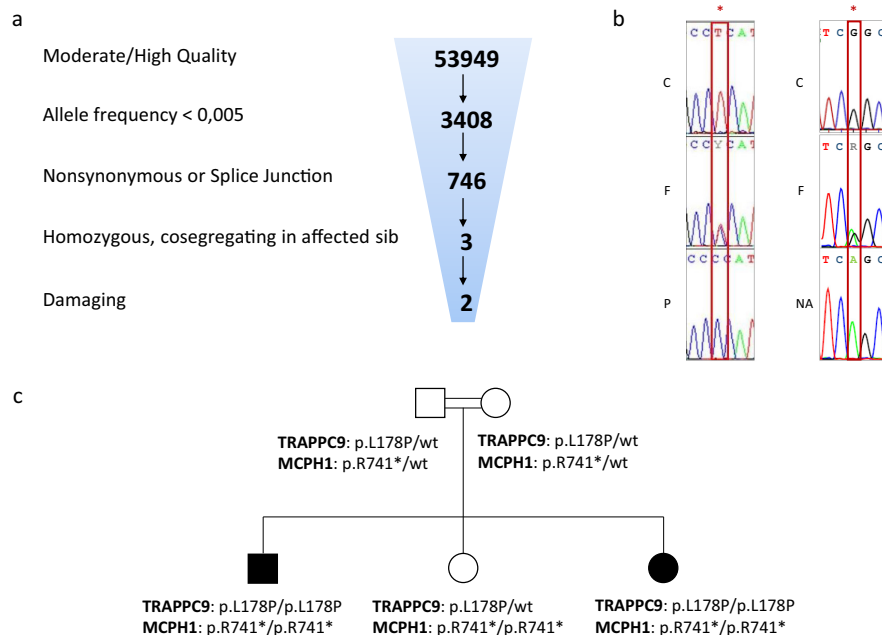 a
Moderate/High Quality
53949
Allele frequency < 0,005
3408
Nonsynonymous or Splice Junction
746
Homozygous, cosegregating in affected sib
3
Damaging
2
b
*
*
C C T C A T
T C G G C
C
C
C C Y C A T
T C R G C
F
F
C C C C A T
T C A G C
P
NA
c
TRAPPC9: p.L178P/wt
MCPH1: p.R741*/wt
TRAPPC9: p.L178P/wt
MCPH1: p.R741*/wt
TRAPPC9: p.L178P/p.L178P
MCPH1: p.R741*/p.R741*
TRAPPC9: p.L178P/wt
MCPH1: p.R741*/p.R741*
TRAPPC9: p.L178P/p.L178P
MCPH1: p.R741*/p.R741*